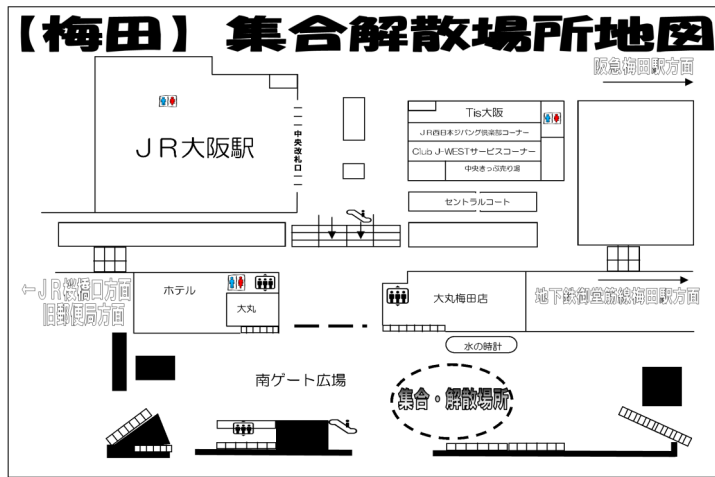 【梅田】 集合解散場所地図
阪急梅田駅方面
JR大阪駅
中央改札口
Tis大阪
JR西日本ジパング倶楽部コーナー
Club J-WESTサービスコーナー
中央きっぷ売り場
セントラルコート
←JR桜橋口方面
旧郵便局方面
ホテル
大丸
大丸梅田店
地下鉄御堂筋線梅田駅方面
水の時計
南ゲート広場
集合・解散場所